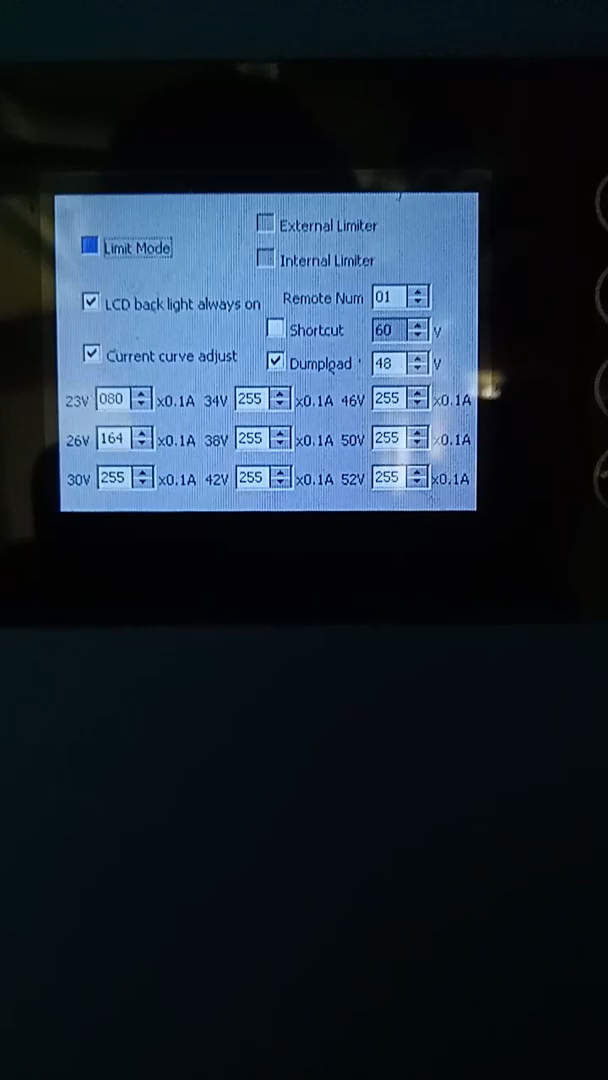 External Limiter
Limit Mode
Internal Limiter
LCD back light always on Remote Num 01
Shortcut 60 V
Current curve adjust Dumpload 48 V
23V 080 x0.1A 34V 255 x0.1A 46V 255 x0.1A
26V 164 x0.1A 38V 255 x0.1A 50V 255 x0.1A
30V 255 x0.1A 42V 255 x0.1A 52V 255 x0.1A